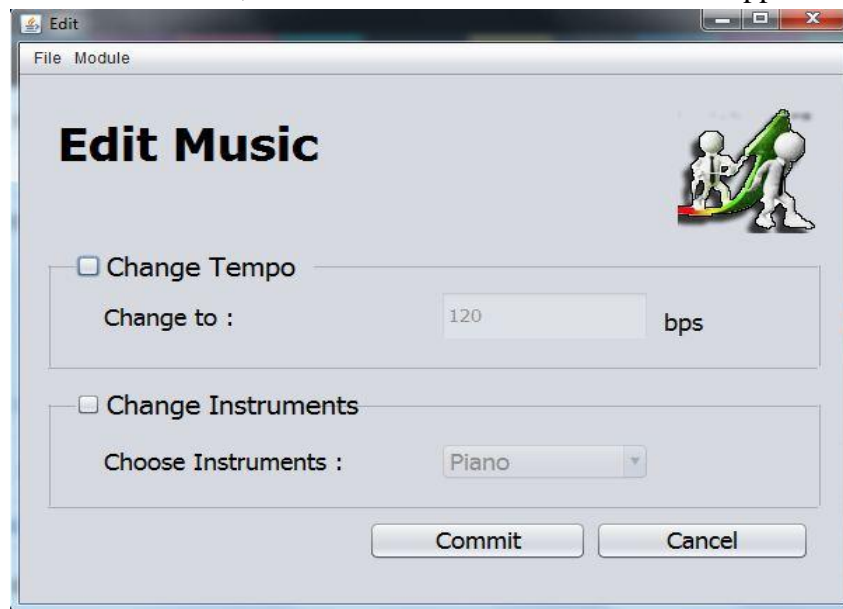 Edit
File Module
Edit Music
Change Tempo
Change to : 120 bps
Change Instruments
Choose Instruments : Piano
Commit Cancel